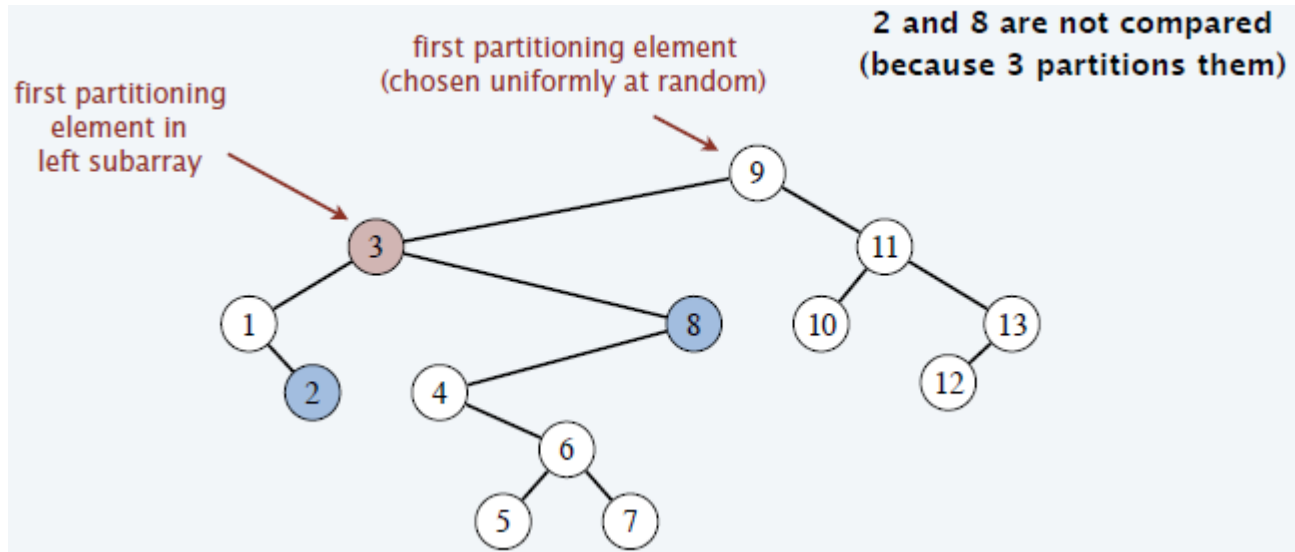 2 and 8 are not compared
(because 3 partitions them)
first partitioning element
(chosen uniformly at random)
first partitioning
element in
left subarray
9
3
11
1
8
10
13
2
4
12
6
5
7